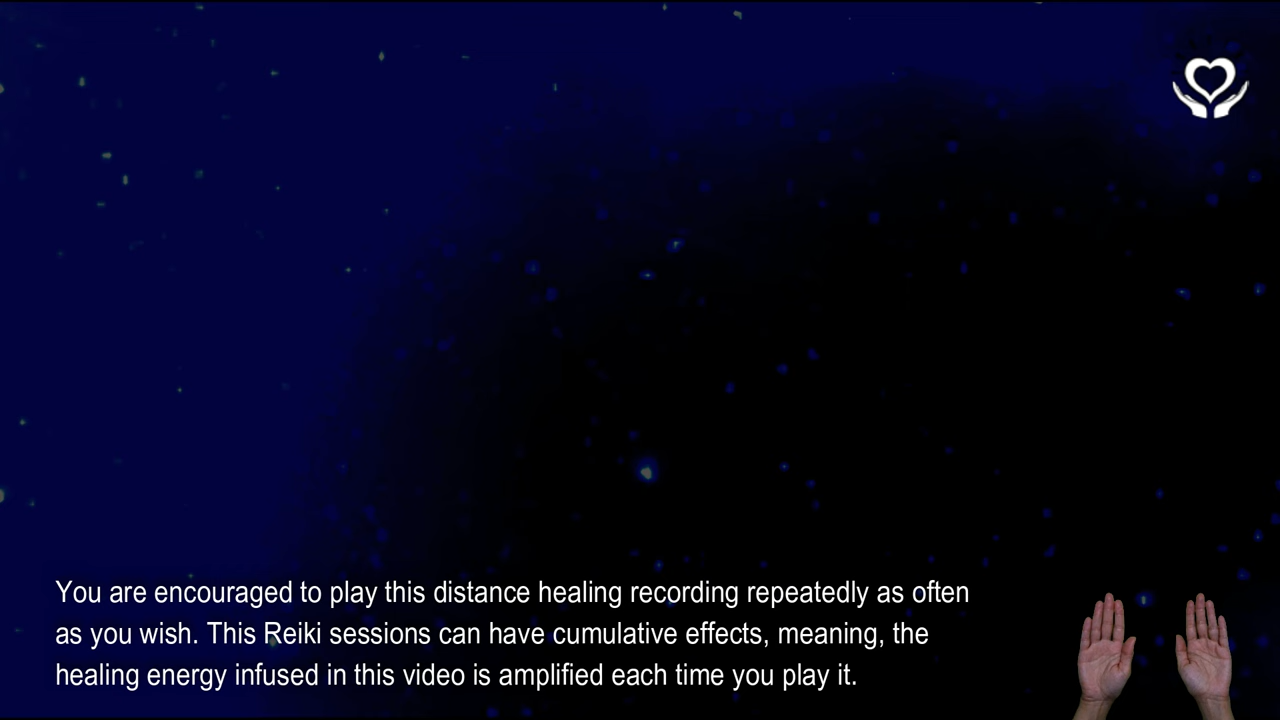 You are encouraged to play this distance healing recording repeatedly as often
as you wish. This Reiki sessions can have cumulative effects, meaning, the
healing energy infused in this video is amplified each time you play it.